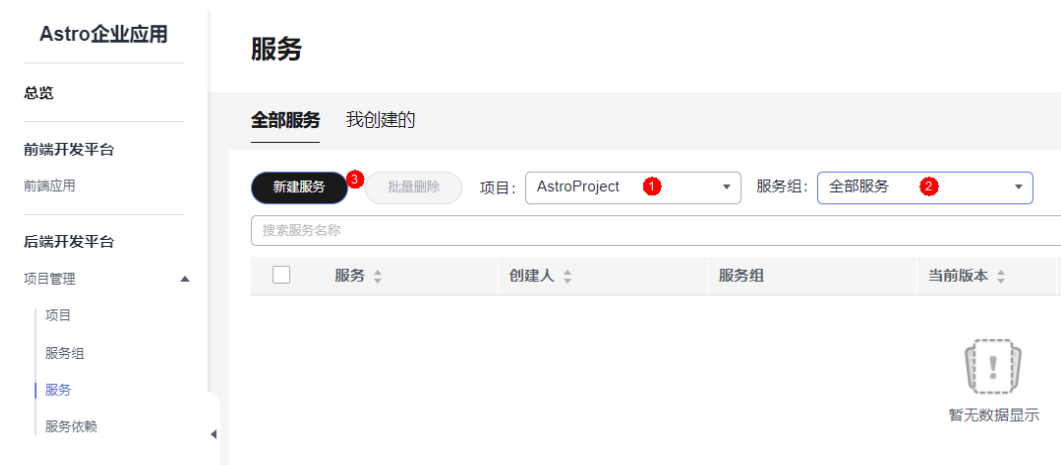 Astro企业应用
总览
前端开发平台
前端应用
后端开发平台
项目管理
项目
服务组
服务
服务依赖
服务
全部服务 我创建的
新建服务 3 批量删除 项目: AstroProject 1 服务组: 全部服务 2
搜索服务名称
服务 创建人 服务组 当前版本
暂无数据显示